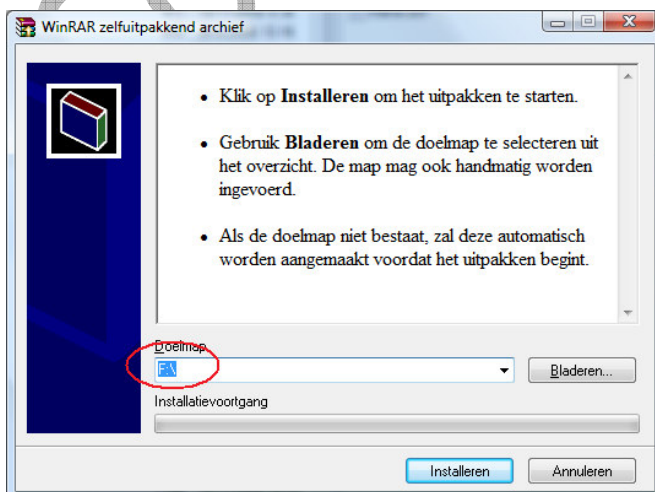 WinRAR zelfuitpakkend archief
• Klik op Installeren om het uitpakken te starten.
• Gebruik Bladeren om de doelmap te selecteren uit
het overzicht. De map mag ook handmatig worden
ingevoerd.
• Als de doelmap niet bestaat, zal deze automatisch
worden aangemaakt voordat het uitpakken begint.
Doelmap
F:\
Bladeren...
Installatievoortgang
Installeren
Annuleren